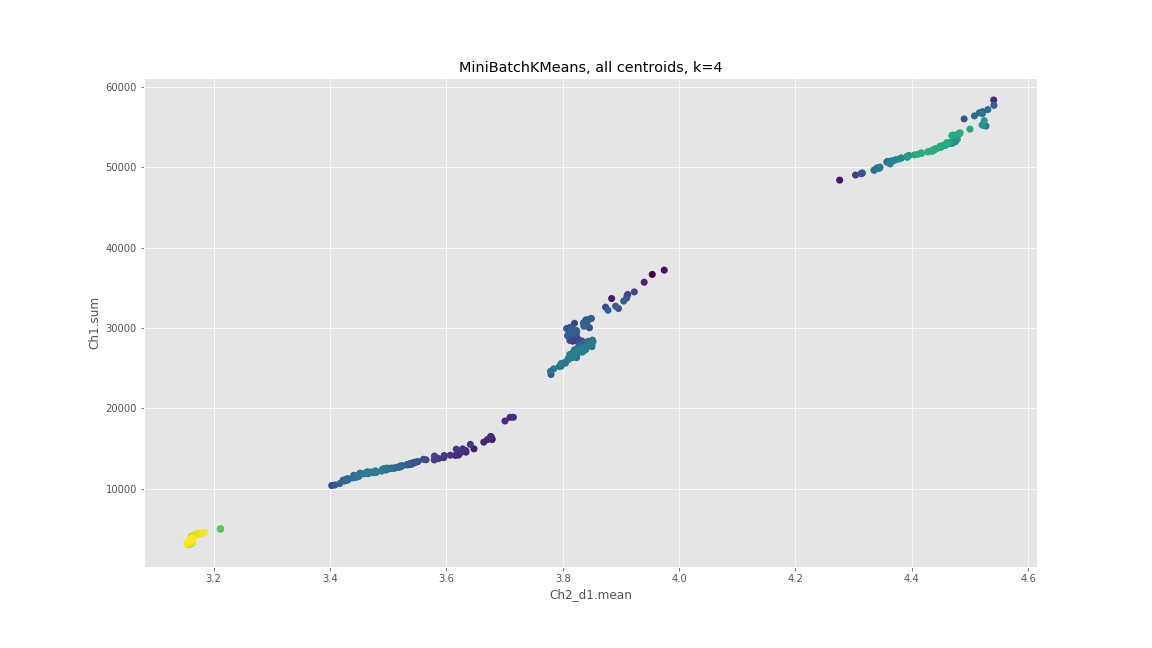 MiniBatchKMeans, all centroids, k=4
60000
50000
40000
30000
20000
10000
Ch1.sum
3.2 3.4 3.6 3.8 4.0 4.2 4.4 4.6
Ch2_d1.mean